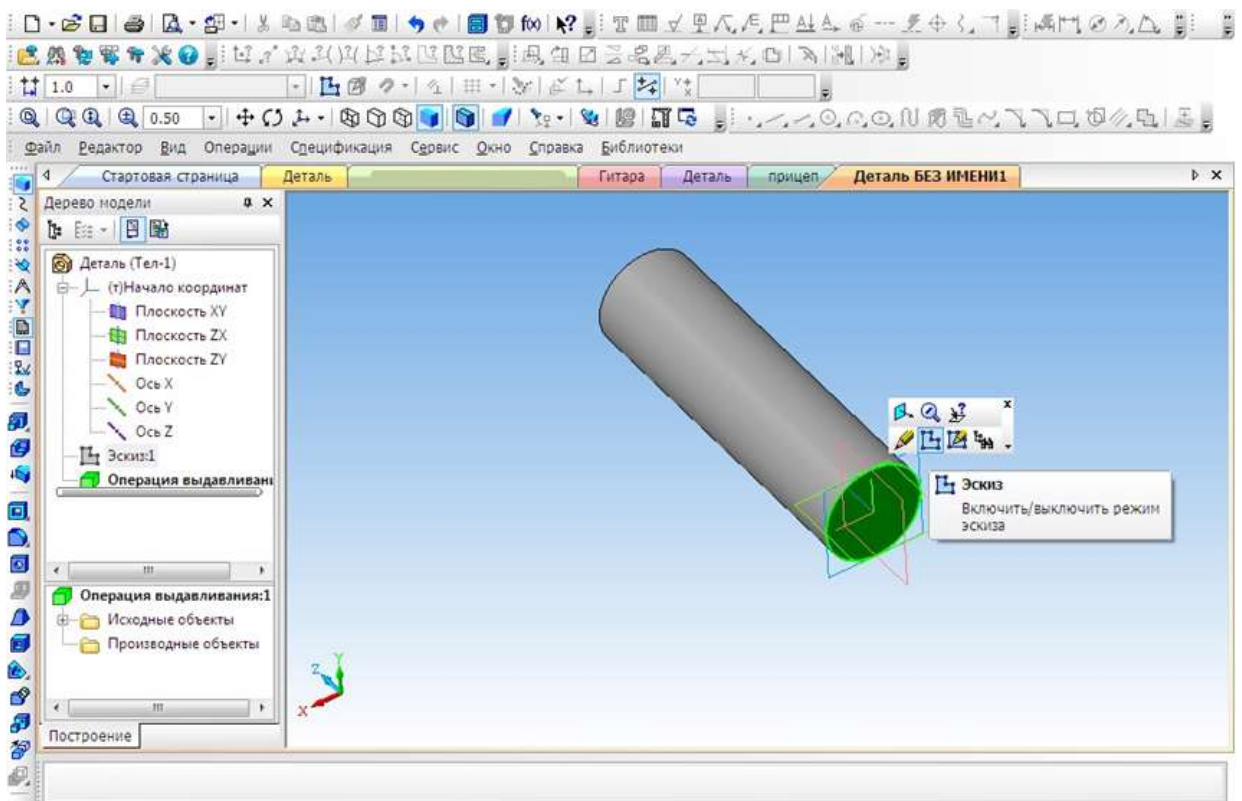 f(x)
1.0
0.50
Файл Редактор Вид Операции Спецификация Сервис Окно Справка Библиотеки
Стартовая страница Деталь Гитара Деталь прицеп Деталь БЕЗ ИМЕНИ1
Дерево модели
Деталь (Тел-1)
(т)Начало координат
Плоскость XY
Плоскость ZX
Плоскость ZY
Ось X
Ось Y
Ось Z
Эскиз:1
Операция выдавливани
Эскиз
Включить/выключить режим
эскиза
Операция выдавливания:1
Исходные объекты
Производные объекты
Z Y
X
Построение